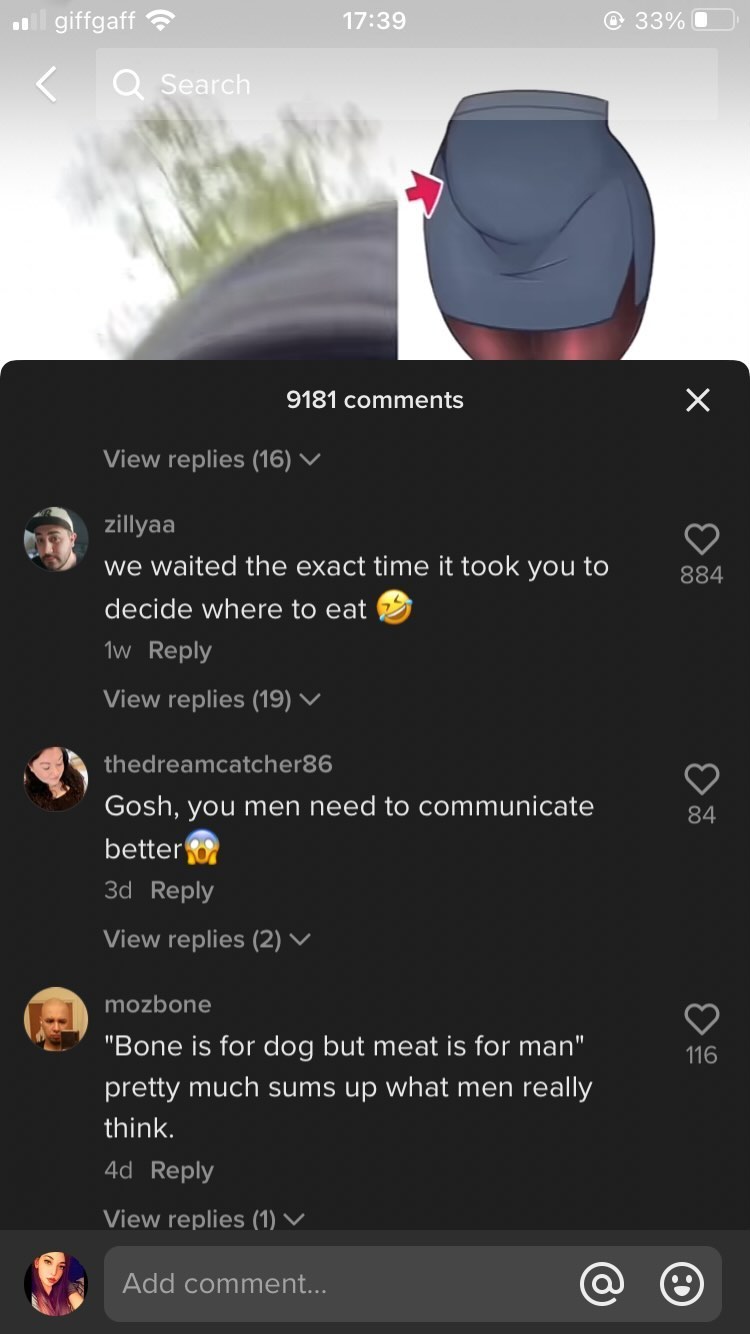 giffgaff 17:39 33%
Search
9181 comments
View replies (16)
zillyaa
we waited the exact time it took you to
decide where to eat 🤣
884
1w Reply
View replies (19)
thedreamcatcher86
Gosh, you men need to communicate
better😱
84
3d Reply
View replies (2)
mozbone
"Bone is for dog but meat is for man"
pretty much sums up what men really
think.
116
4d Reply
View replies (1)
Add comment...